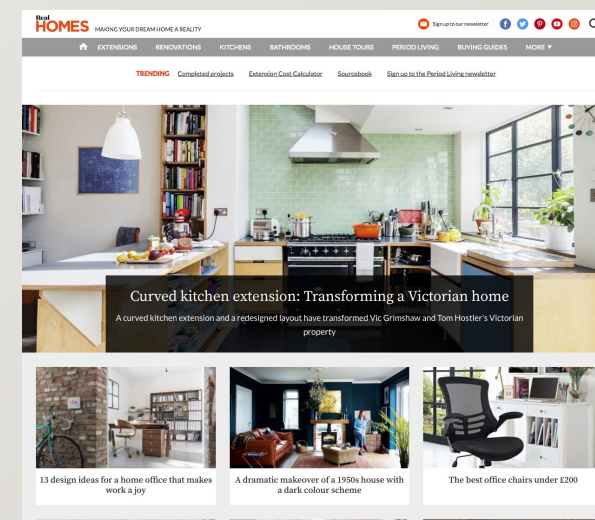 Real
HOMES MAKING YOUR DREAM HOME A REALITY
Sign up to our newsletter
EXTENSIONS RENOVATIONS KITCHENS BATHROOMS HOUSE TOURS PERIOD LIVING BUYING GUIDES MORE ▼
TRENDING Completed projects Extension Cost Calculator Sourcebook Sign up to the Period Living newsletter
Curved kitchen extension: Transforming a Victorian home
A curved kitchen extension and a redesigned layout have transformed Vic Grimshaw and Tom Hostler's Victorian
property
13 design ideas for a home office that makes
work a joy
A dramatic makeover of a 1950s house with
a dark colour scheme
The best office chairs under £200